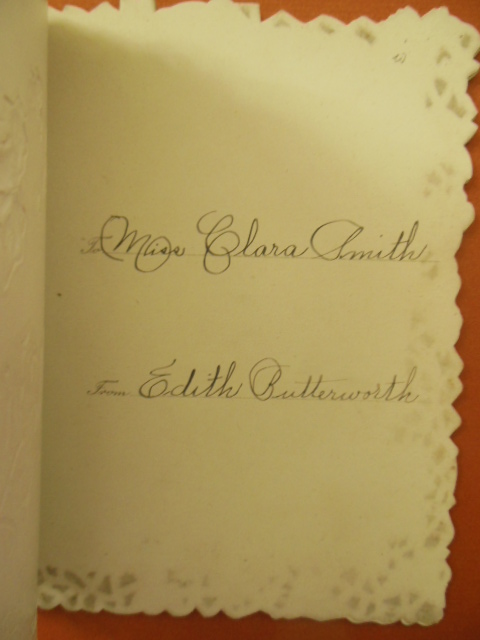 To Miss Clara Smith
From Edith Butterworth